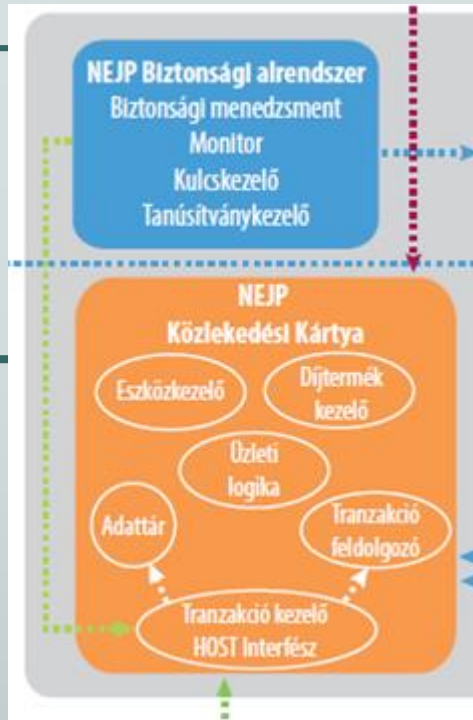 NEJP Biztonsági alrendszer
Biztonsági menedzsment
Monitor
Kulcskezelő
Tanúsítványkezelő
NEJP
Közlekedési Kártya
Eszközkezelő
Díjtermék
kezelő
Üzleti
logika
Adattár
Tranzakció
feldolgozó
Tranzakció kezelő
HOST Interfész